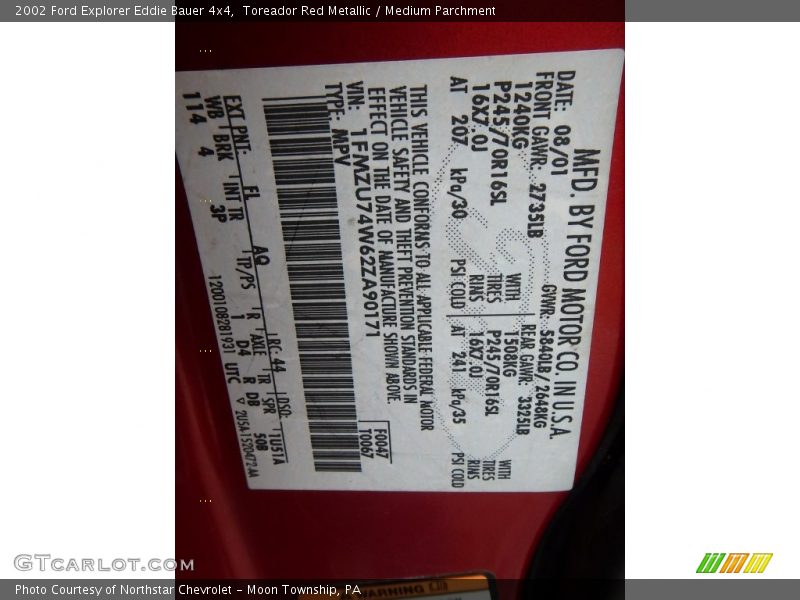 2002 Ford Explorer Eddie Bauer 4x4,  Toreador Red Metallic / Medium Parchment
MFD. BY FORD MOTOR CO. IN U.S.A.
DATE: 08/01
GVWR: 5840LB/ 2648KG
FRONT GAWR: 2735LB
REAR GAWR: 3325LB
1240KG WITH 1508KG WITH
P245/70R16SL TIRES P245/70R16SL TIRES
16X7.0J RIMS 16X7.0J RIMS
AT 207 kPa/30 PSI COLD AT 241 kPa/35 PSI COLD
THIS VEHICLE CONFORMS TO ALL APPLICABLE FEDERAL MOTOR
VEHICLE SAFETY AND THEFT PREVENTION STANDARDS IN
EFFECT ON THE DATE OF MANUFACTURE SHOWN ABOVE.
VIN: 1FMZU74W62ZA90171
F0047
T0067
TYPE: MPV
EXT PNT: FL AQ RC: 44 DSO:
WB BRK INT TR TP/PS R AXLE TR SPR 1U51A
114 4 3P 1 D4 R DB 50B
1200108281931 UTC
WARNING
GTCARLOT.COM
Photo Courtesy of Northstar Chevrolet - Moon Township, PA